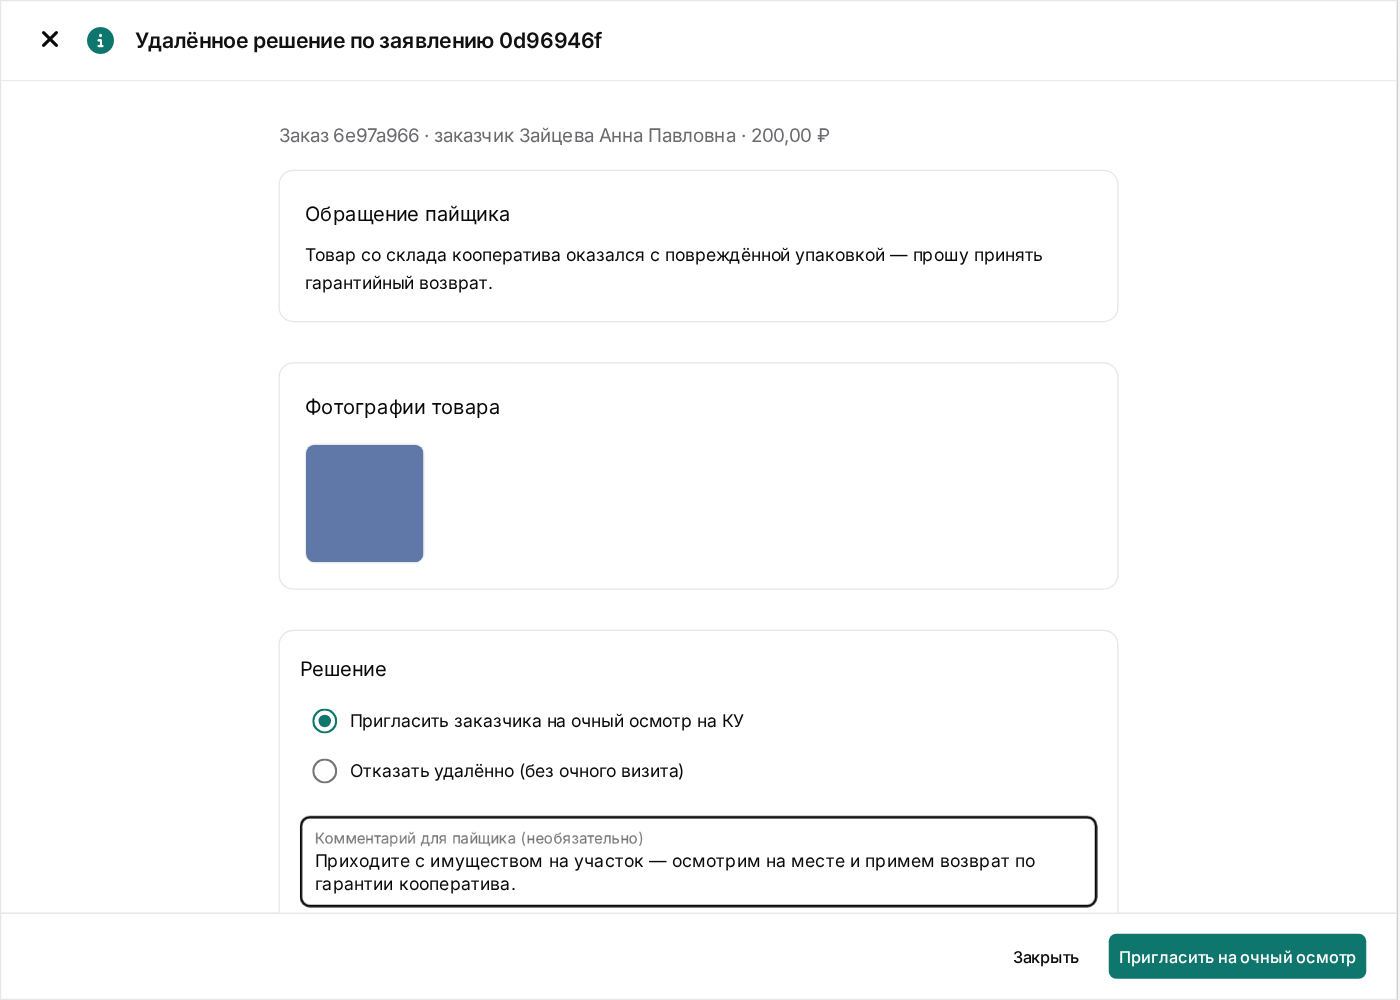 Удалённое решение по заявлению 0d96946f
Заказ 6e97a966 · заказчик Зайцева Анна Павловна · 200,00 ₽
Обращение пайщика
Товар со склада кооператива оказался с повреждённой упаковкой — прошу принять
гарантийный возврат.
Фотографии товара
Решение
Пригласить заказчика на очный осмотр на КУ
Отказать удалённо (без очного визита)
Комментарий для пайщика (необязательно)
Приходите с имуществом на участок — осмотрим на месте и примем возврат по
гарантии кооператива.
Закрыть
Пригласить на очный осмотр